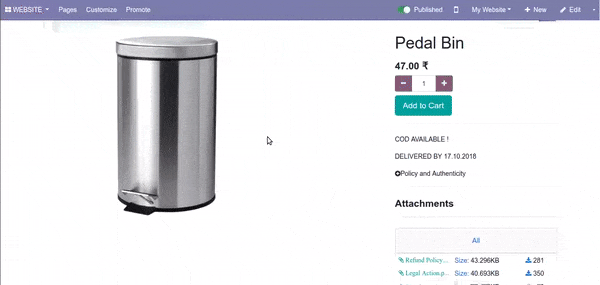 WEBSITE Pages Customize Promote Published My Website + New Edit
Pedal Bin
47.00 ₹
1
Add to Cart
COD AVAILABLE !
DELIVERED BY 17.10.2018
Policy and Authenticity
Attachments
All
Refund Policy... Size: 43.296KB 281
Legal Action.p... Size: 40.693KB 350